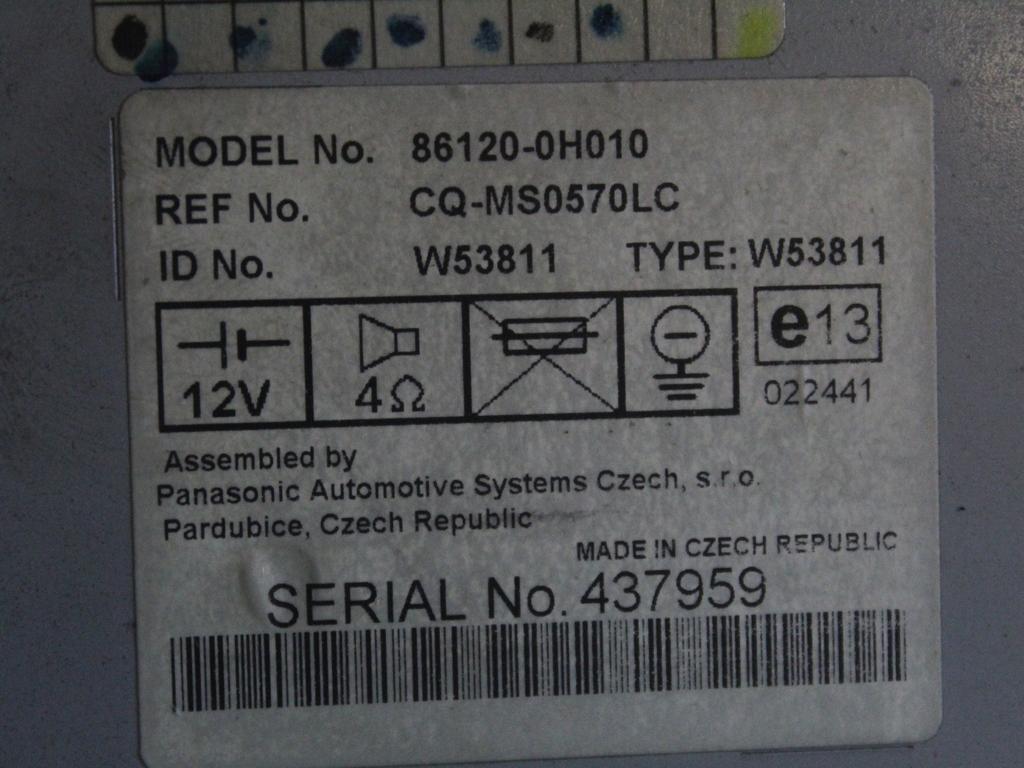 MODEL No. 86120-0H010
REF No. CQ-MS0570LC
ID No. W53811 TYPE: W53811
12V 4Ω e13
022441
Assembled by
Panasonic Automotive Systems Czech, s.r.o.
Pardubice, Czech Republic
MADE IN CZECH REPUBLIC
SERIAL No. 437959